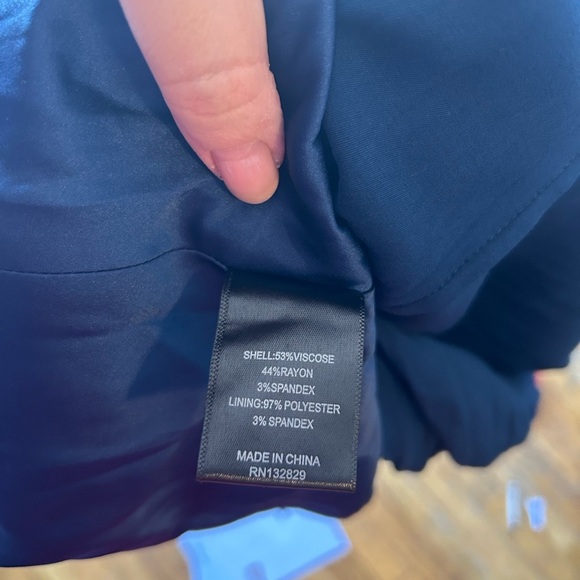 SHELL:53%VISCOSE
44%RAYON
3%SPANDEX
LINING:97% POLYESTER
3% SPANDEX
MADE IN CHINA
RN132829